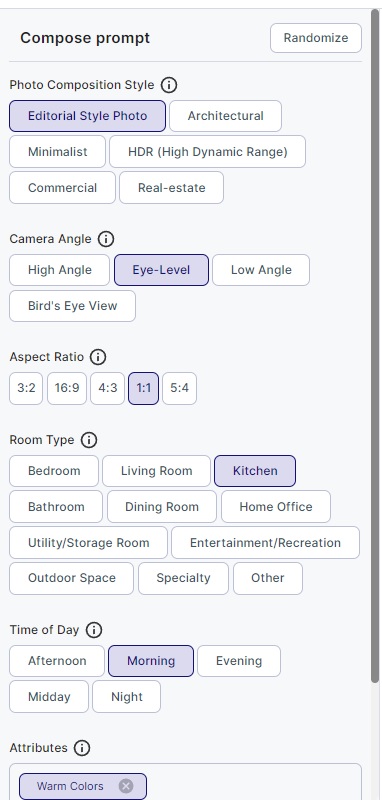 Compose prompt Randomize
Photo Composition Style
Editorial Style Photo Architectural
Minimalist HDR (High Dynamic Range)
Commercial Real-estate
Camera Angle
High Angle Eye-Level Low Angle
Bird's Eye View
Aspect Ratio
3:2 16:9 4:3 1:1 5:4
Room Type
Bedroom Living Room Kitchen
Bathroom Dining Room Home Office
Utility/Storage Room Entertainment/Recreation
Outdoor Space Specialty Other
Time of Day
Afternoon Morning Evening
Midday Night
Attributes
Warm Colors